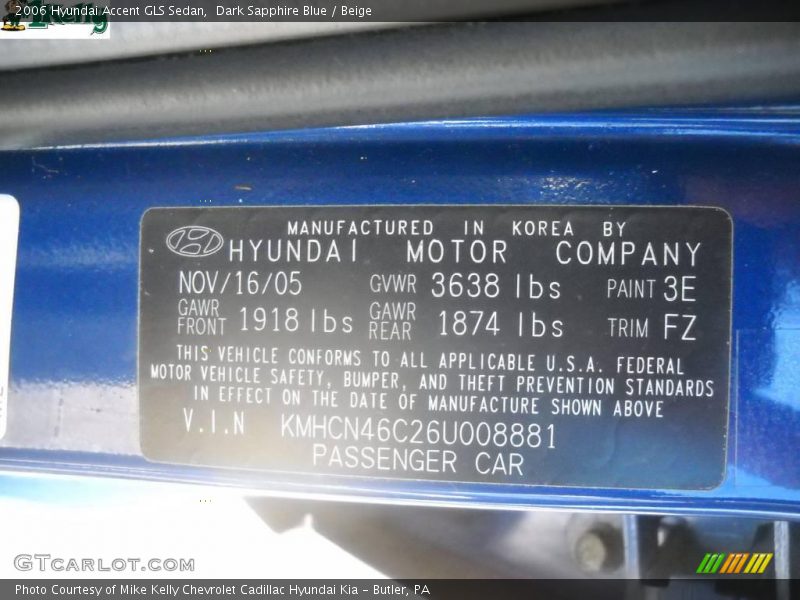 2006 Hyundai Accent GLS Sedan, Dark Sapphire Blue / Beige
MANUFACTURED IN KOREA BY
HYUNDAI MOTOR COMPANY
NOV/16/05 GVWR 3638 lbs PAINT 3E
GAWR FRONT 1918 lbs GAWR REAR 1874 lbs TRIM FZ
THIS VEHICLE CONFORMS TO ALL APPLICABLE U.S.A. FEDERAL
MOTOR VEHICLE SAFETY, BUMPER, AND THEFT PREVENTION STANDARDS
IN EFFECT ON THE DATE OF MANUFACTURE SHOWN ABOVE
V.I.N KMHCN46C26U008881
PASSENGER CAR
GTCARLOT.COM
Photo Courtesy of Mike Kelly Chevrolet Cadillac Hyundai Kia - Butler, PA